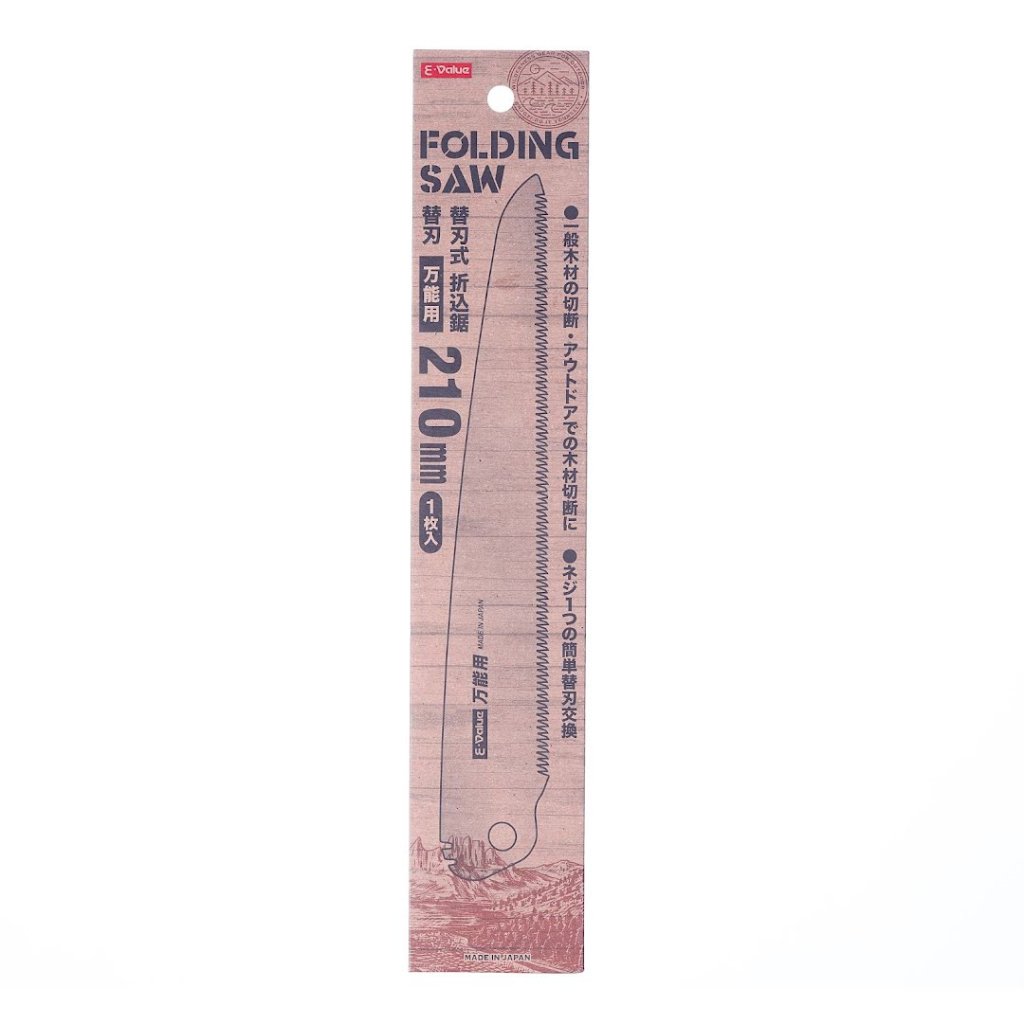 E-Value
FOLDING
SAW
替刃式 折込鋸
替刃 万能用 210mm 1枚入
●一般木材の切断・アウトドアでの木材切断に ●ネジ1つの簡単替刃交換
E-Value 万能用 MADE IN JAPAN
MADE IN JAPAN